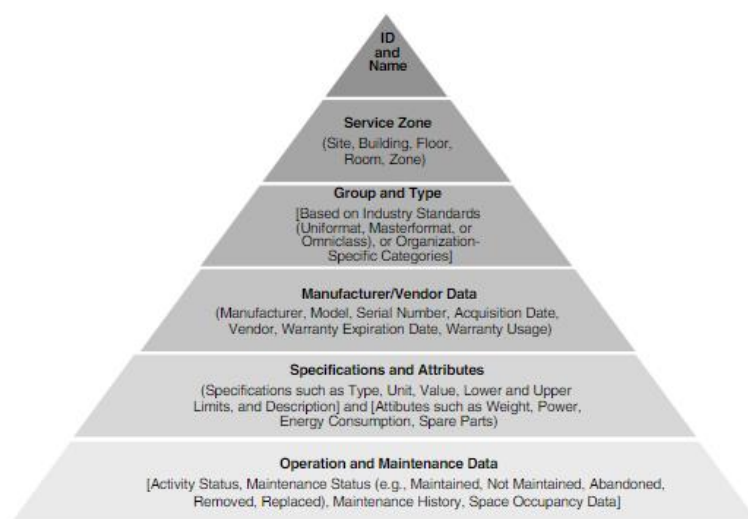 ID
and
Name
Service Zone
(Site, Building, Floor,
Room, Zone)
Group and Type
[Based on Industry Standards
(Uniformat, Masterformat, or
Omniclass), or Organization-
Specific Categories]
Manufacturer/Vendor Data
(Manufacturer, Model, Serial Number, Acquisition Date,
Vendor, Warranty Expiration Date, Warranty Usage)
Specifications and Attributes
(Specifications such as Type, Unit, Value, Lower and Upper
Limits, and Description] and [Attibutes such as Weight, Power,
Energy Consumption, Spare Parts)
Operation and Maintenance Data
[Activity Status, Maintenance Status (e.g., Maintained, Not Maintained, Abandoned,
Removed, Replaced), Maintenance History, Space Occupancy Data]